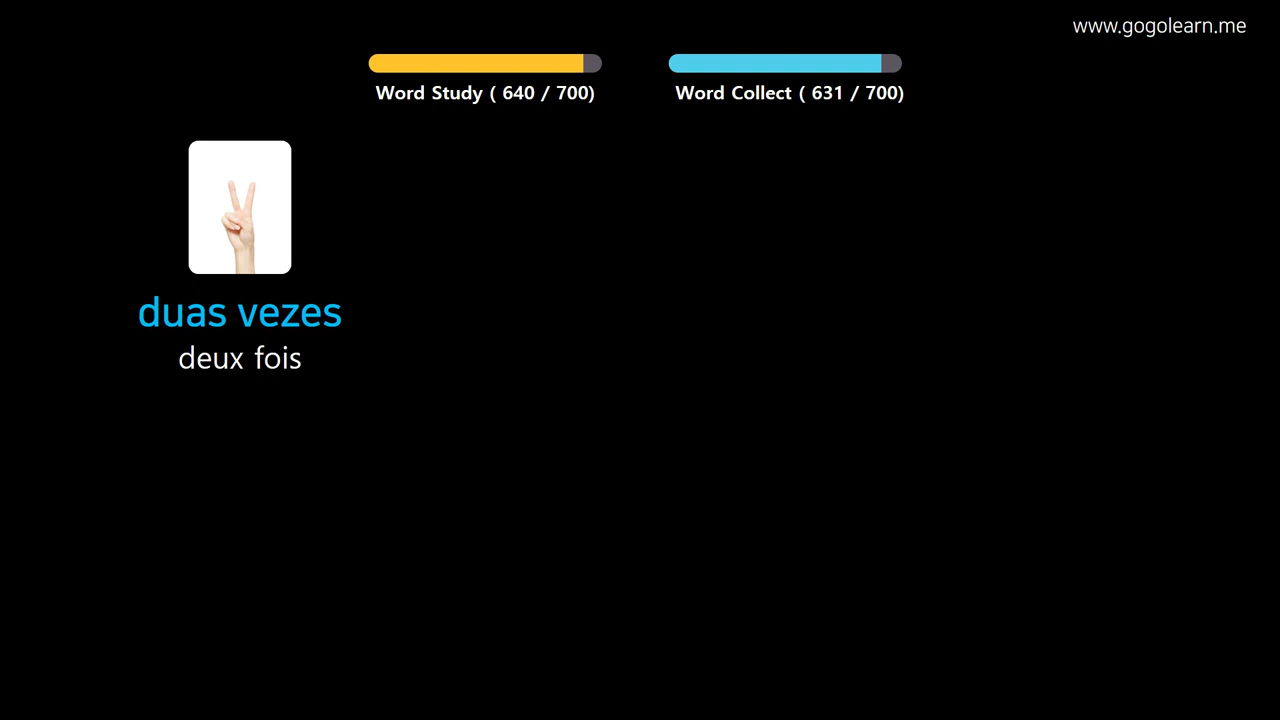 www.gogolearn.me
Word Study ( 640 / 700)
Word Collect ( 631 / 700)
duas vezes
deux fois